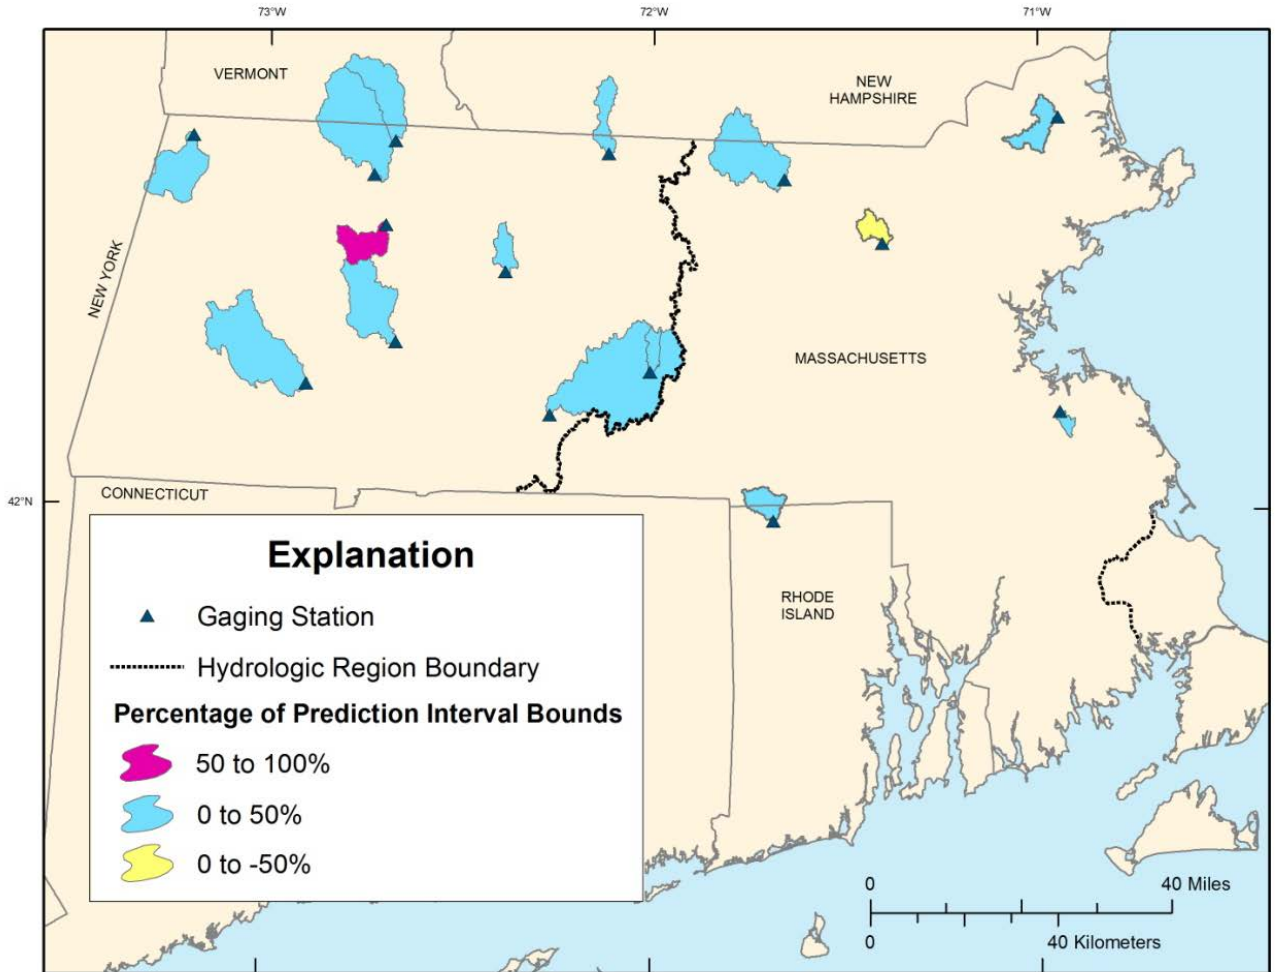 73°W
72°W
71°W
VERMONT
NEW
HAMPSHIRE
NEW YORK
MASSACHUSETTS
42°N
CONNECTICUT
RHODE
ISLAND
Explanation
Gaging Station
Hydrologic Region Boundary
Percentage of Prediction Interval Bounds
50 to 100%
0 to 50%
0 to -50%
0 40 Miles
0 40 Kilometers